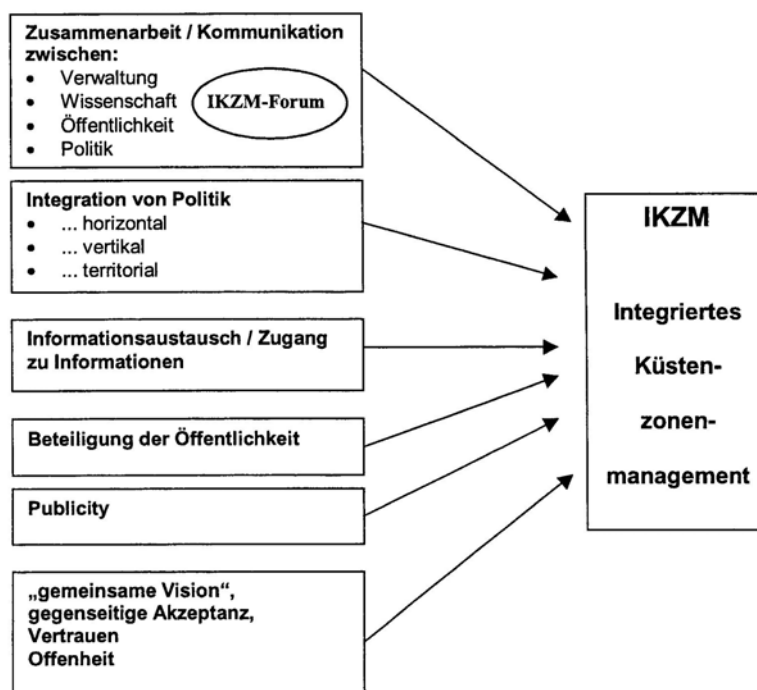 Zusammenarbeit / Kommunikation
zwischen:
• Verwaltung
• Wissenschaft
• Öffentlichkeit
• Politik
IKZM-Forum
Integration von Politik
• ... horizontal
• ... vertikal
• ... territorial
Informationsaustausch / Zugang
zu Informationen
Beteiligung der Öffentlichkeit
Publicity
„gemeinsame Vision“,
gegenseitige Akzeptanz,
Vertrauen
Offenheit
IKZM
Integriertes
Küsten-
zonen-
management